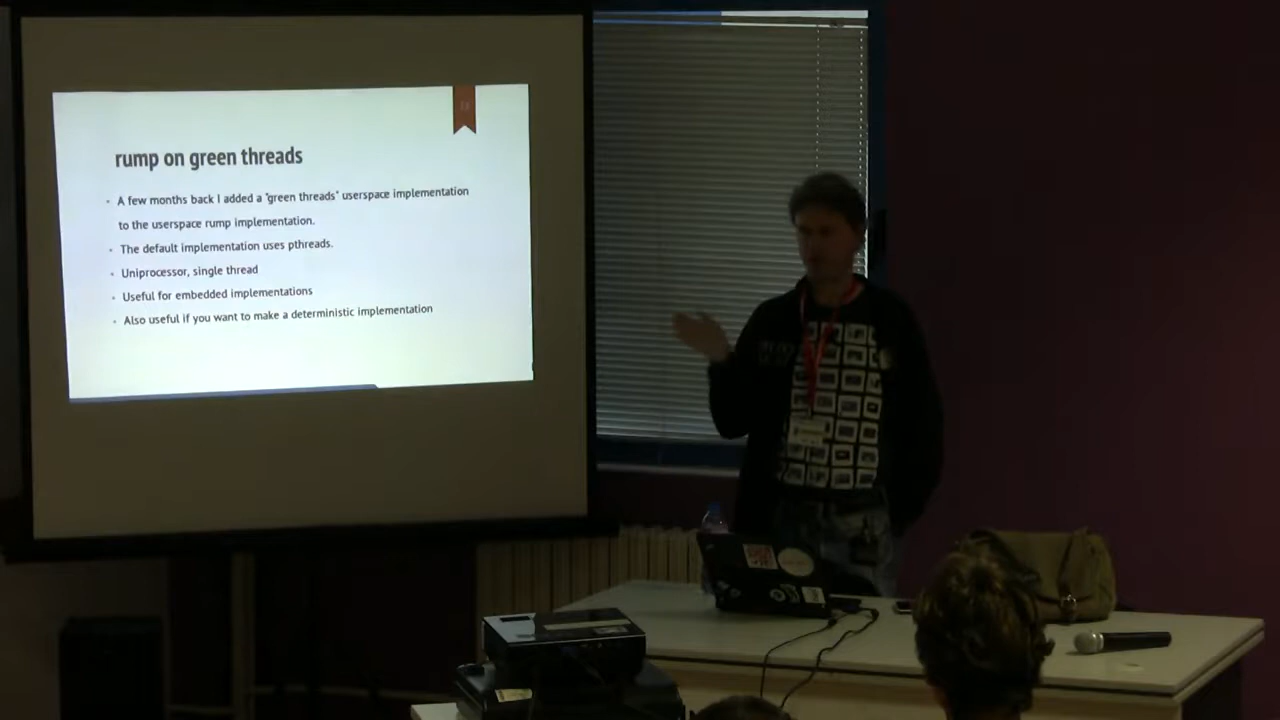 rump on green threads
• A few months back I added a "green threads" userspace implementation
to the userspace rump implementation.
• The default implementation uses pthreads.
• Uniprocessor, single thread
• Useful for embedded implementations
• Also useful if you want to make a deterministic implementation